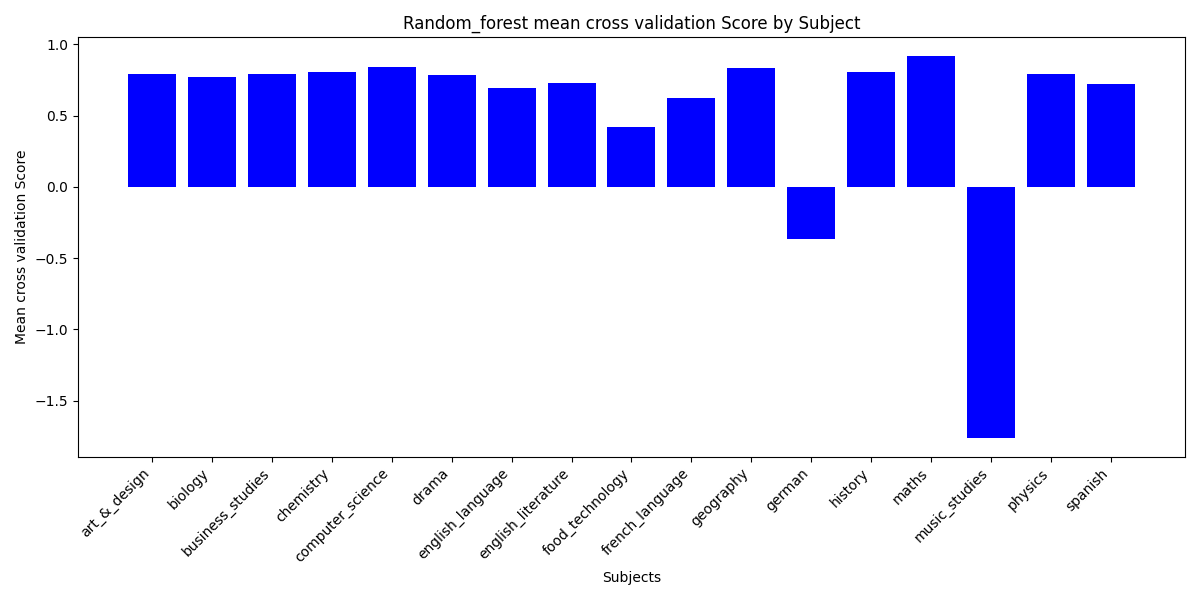 Random_forest mean cross validation Score by Subject
Mean cross validation Score
1.0
0.5
0.0
−0.5
−1.0
−1.5
art_&_design
biology
business_studies
chemistry
computer_science
drama
english_language
english_literature
food_technology
french_language
geography
german
history
maths
music_studies
physics
spanish
Subjects